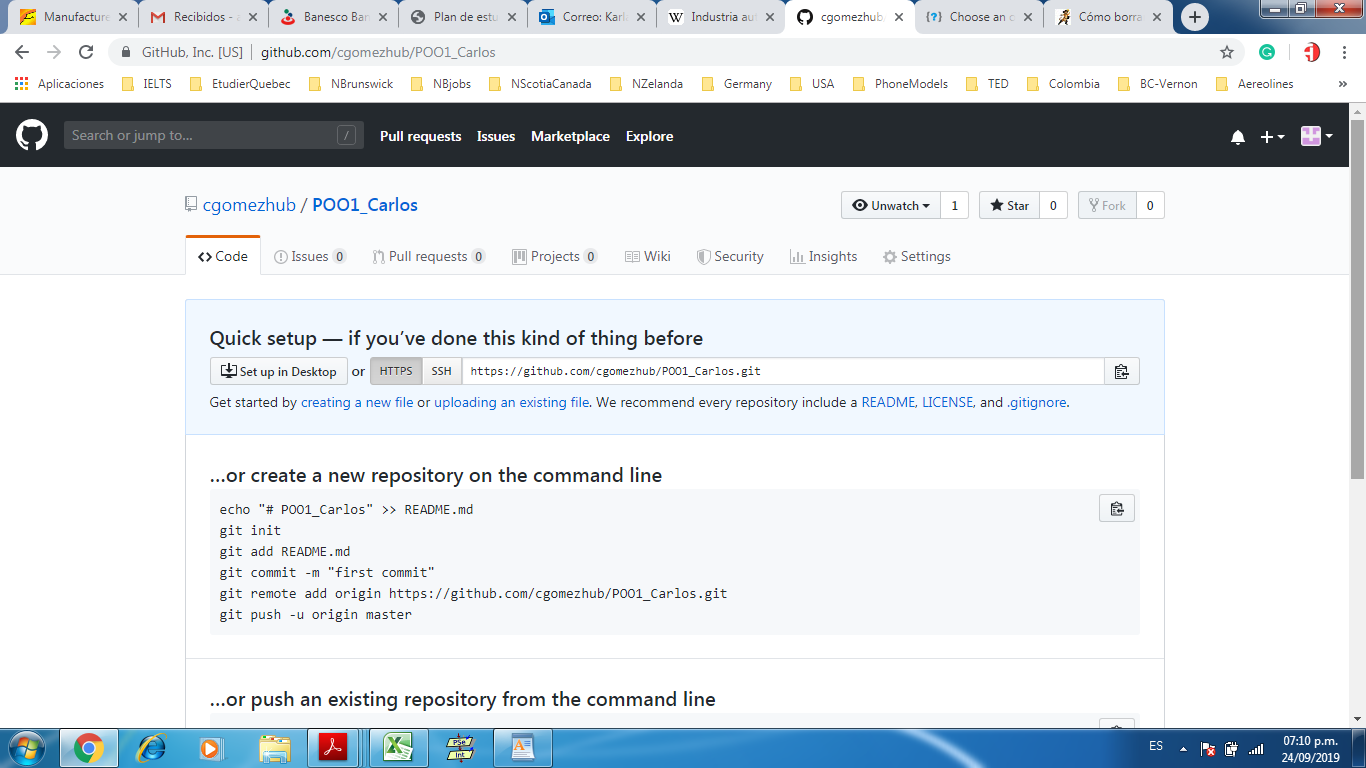 Manufacture
Recibidos - a
Banesco Ban
Plan de estu
Correo: Karl
Industria aut
cgomezhub
Choose an o
Cómo borra
GitHub, Inc. [US] | github.com/cgomezhub/POO1_Carlos
Aplicaciones IELTS EtudierQuebec NBrunswick NBjobs NScotiaCanada NZelanda Germany USA PhoneModels TED Colombia BC-Vernon Aereolines »
Search or jump to... / Pull requests Issues Marketplace Explore
cgomezhub / POO1_Carlos Unwatch 1 Star 0 Fork 0
Code Issues 0 Pull requests 0 Projects 0 Wiki Security Insights Settings
Quick setup — if you’ve done this kind of thing before
Set up in Desktop or HTTPS SSH https://github.com/cgomezhub/POO1_Carlos.git
Get started by creating a new file or uploading an existing file. We recommend every repository include a README, LICENSE, and .gitignore.
…or create a new repository on the command line
echo "# POO1_Carlos" >> README.md
git init
git add README.md
git commit -m "first commit"
git remote add origin https://github.com/cgomezhub/POO1_Carlos.git
git push -u origin master
…or push an existing repository from the command line
PSe
Int
ES
07:10 p.m.
24/09/2019